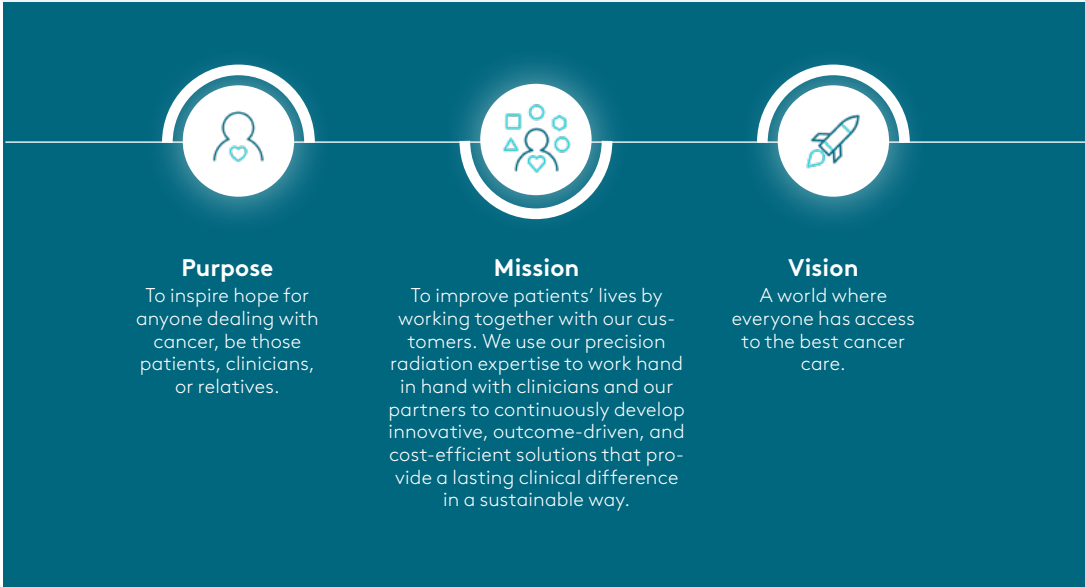 Purpose
To inspire hope for
anyone dealing with
cancer, be those
patients, clinicians,
or relatives.
Mission
To improve patients’ lives by
working together with our cus-
tomers. We use our precision
radiation expertise to work hand
in hand with clinicians and our
partners to continuously develop
innovative, outcome-driven, and
cost-efficient solutions that pro-
vide a lasting clinical difference
in a sustainable way.
Vision
A world where
everyone has access
to the best cancer
care.